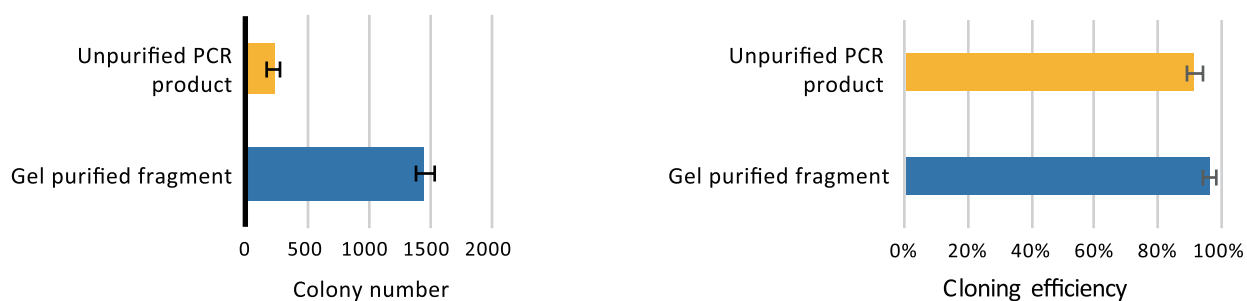 Unpurified PCR
product
Gel purified fragment
0 500 1000 1500 2000
Colony number
Unpurified PCR
product
Gel purified fragment
0% 20% 40% 60% 80% 100%
Cloning efficiency